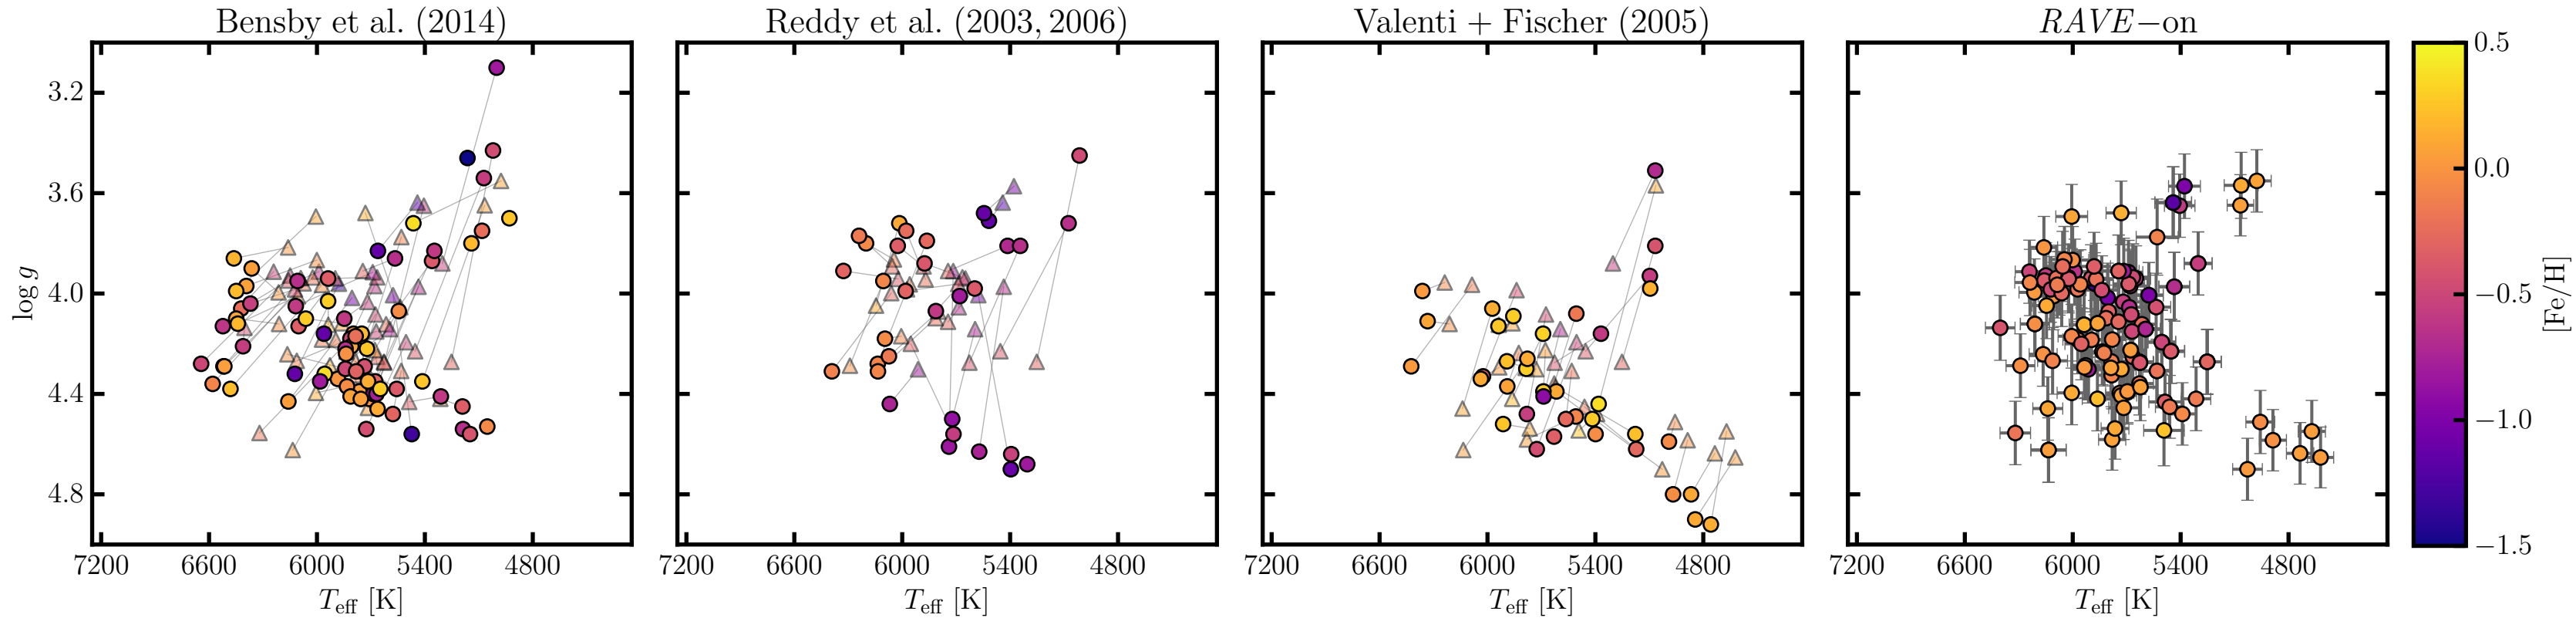 Bensby et al. (2014)
Reddy et al. (2003, 2006)
Valenti + Fischer (2005)
RAVE−on
log g
3.2
3.6
4.0
4.4
4.8
7200 6600 6000 5400 4800
7200 6600 6000 5400 4800
7200 6600 6000 5400 4800
7200 6600 6000 5400 4800
Teff [K]
Teff [K]
Teff [K]
Teff [K]
0.5
0.0
−0.5
−1.0
−1.5
[Fe/H]